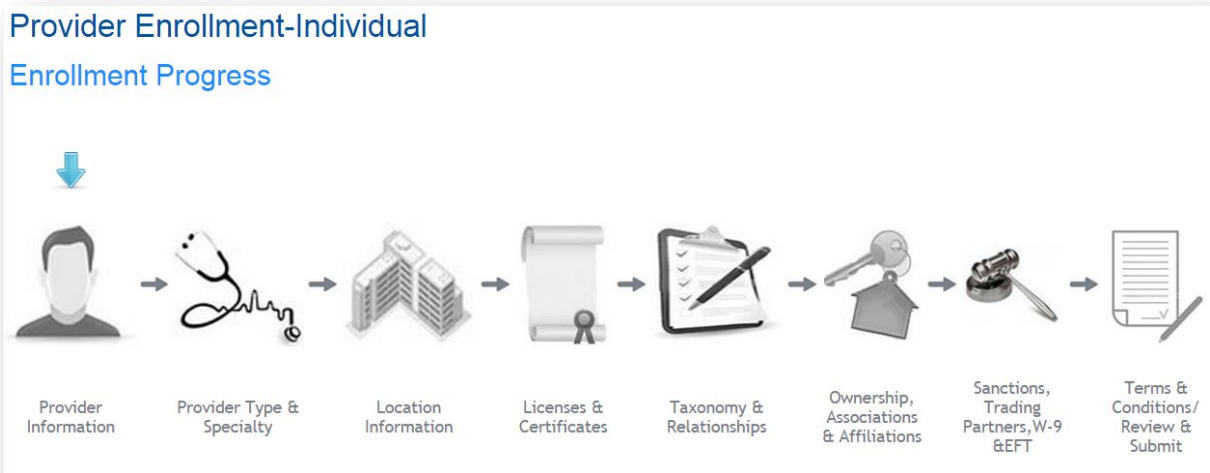 Provider Enrollment-Individual
Enrollment Progress
Provider
Information
Provider Type &
Specialty
Location
Information
Licenses &
Certificates
Taxonomy &
Relationships
Ownership,
Associations
& Affiliations
Sanctions,
Trading
Partners,W-9
&EFT
Terms &
Conditions/
Review &
Submit